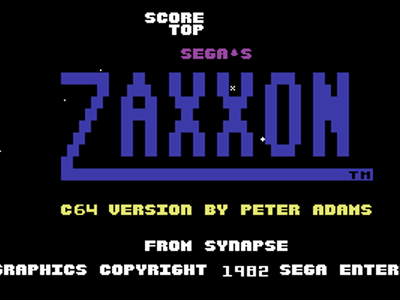 SCORE
TOP
SEGA'S
ZAXXON
TM
C64 VERSION BY PETER ADAMS
FROM SYNAPSE
GRAPHICS COPYRIGHT 1982 SEGA ENTER